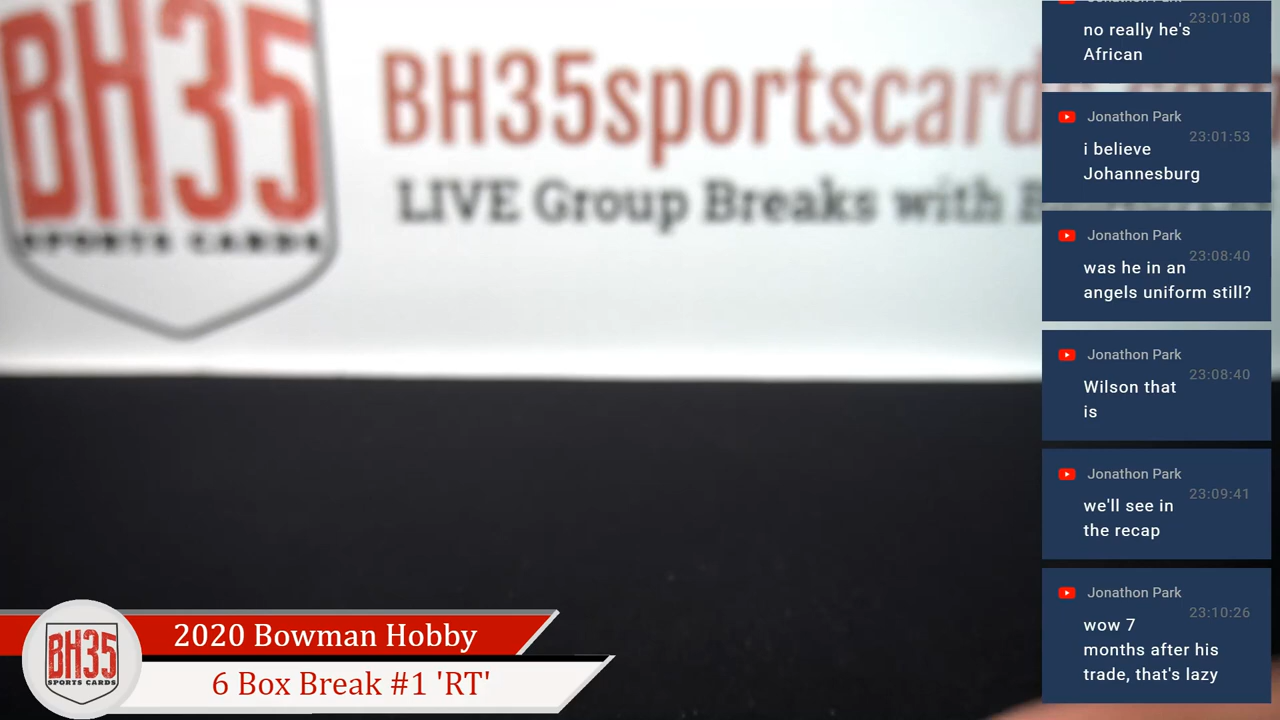 BH35
SPORTS CARDS
BH35sportscard
LIVE Group Breaks with
no really he's
African
23:01:08
Jonathon Park
23:01:53
i believe
Johannesburg
Jonathon Park
23:08:40
was he in an
angels uniform still?
Jonathon Park
23:08:40
Wilson that
is
Jonathon Park
23:09:41
we'll see in
the recap
Jonathon Park
23:10:26
wow 7
months after his
trade, that's lazy
2020 Bowman Hobby
6 Box Break #1 'RT'
BH35
SPORTS CARDS